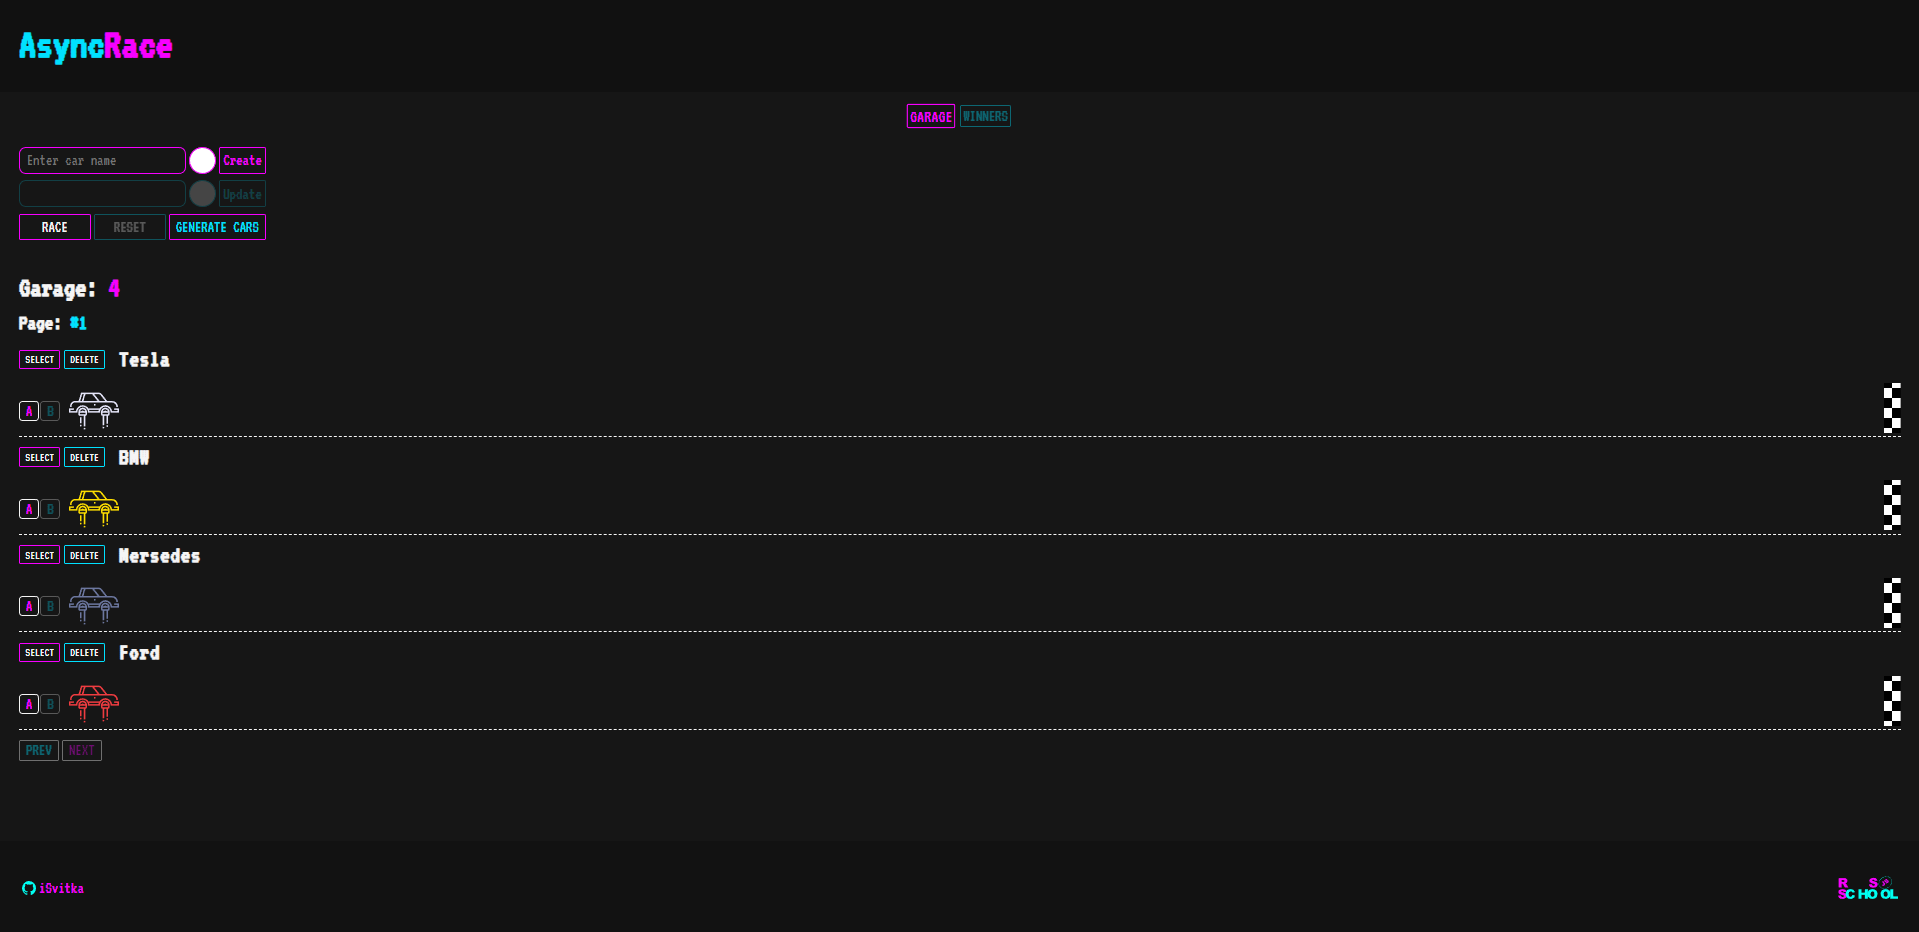 AsyncRace
GARAGE WINNERS
Enter car name Create
Update
RACE RESET GENERATE CARS
Garage: 4
Page: #1
SELECT DELETE Tesla
A B
SELECT DELETE BMW
A B
SELECT DELETE Mersedes
A B
SELECT DELETE Ford
A B
PREV NEXT
iSvitka
R S
SCHOOL